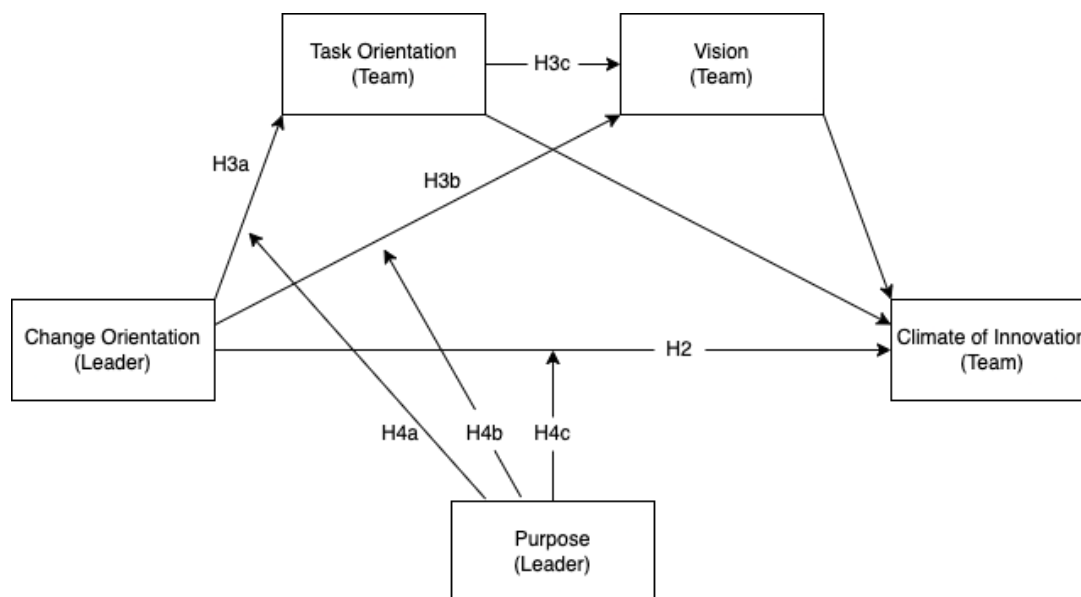 Task Orientation
(Team)
H3c
Vision
(Team)
H3a
H3b
Change Orientation
(Leader)
H2
Climate of Innovation
(Team)
H4a
H4b
H4c
Purpose
(Leader)